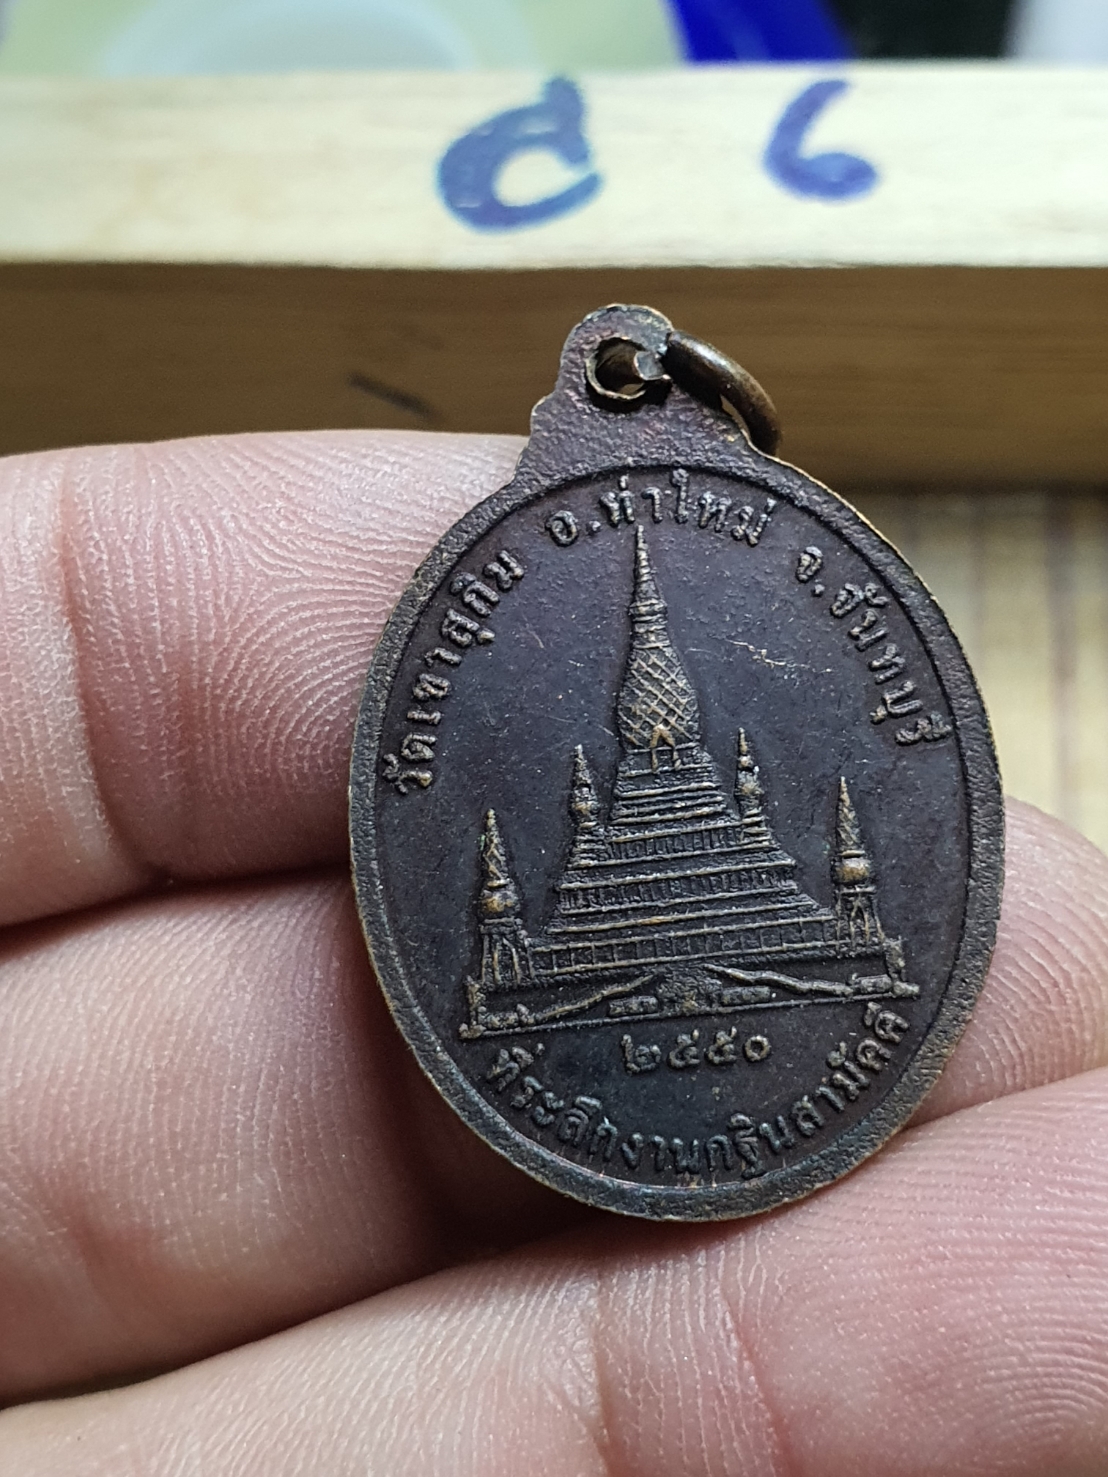 ๘ ๖
วัดเขาสุกิม อ.ท่าใหม่ จ.จันทบุรี
๒๕๕๐
ที่ระลึกงานกฐินสามัคคี